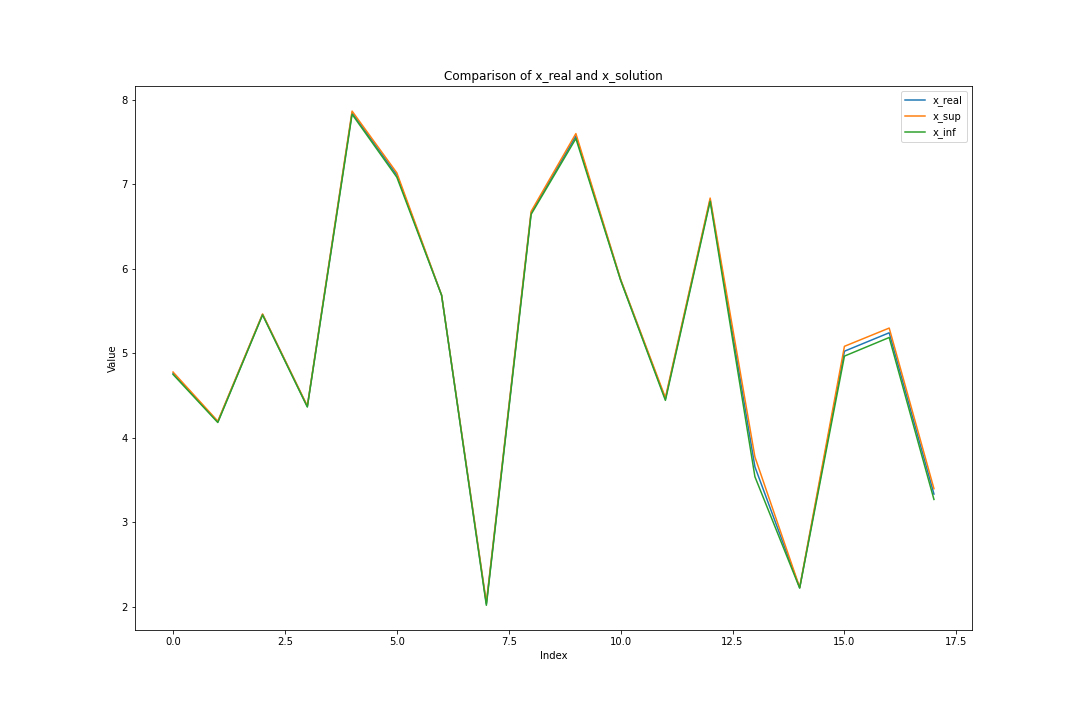 Comparison of x_real and x_solution
x_real
x_sup
x_inf
8
7
6
5
4
3
2
Value
0.0 2.5 5.0 7.5 10.0 12.5 15.0 17.5
Index